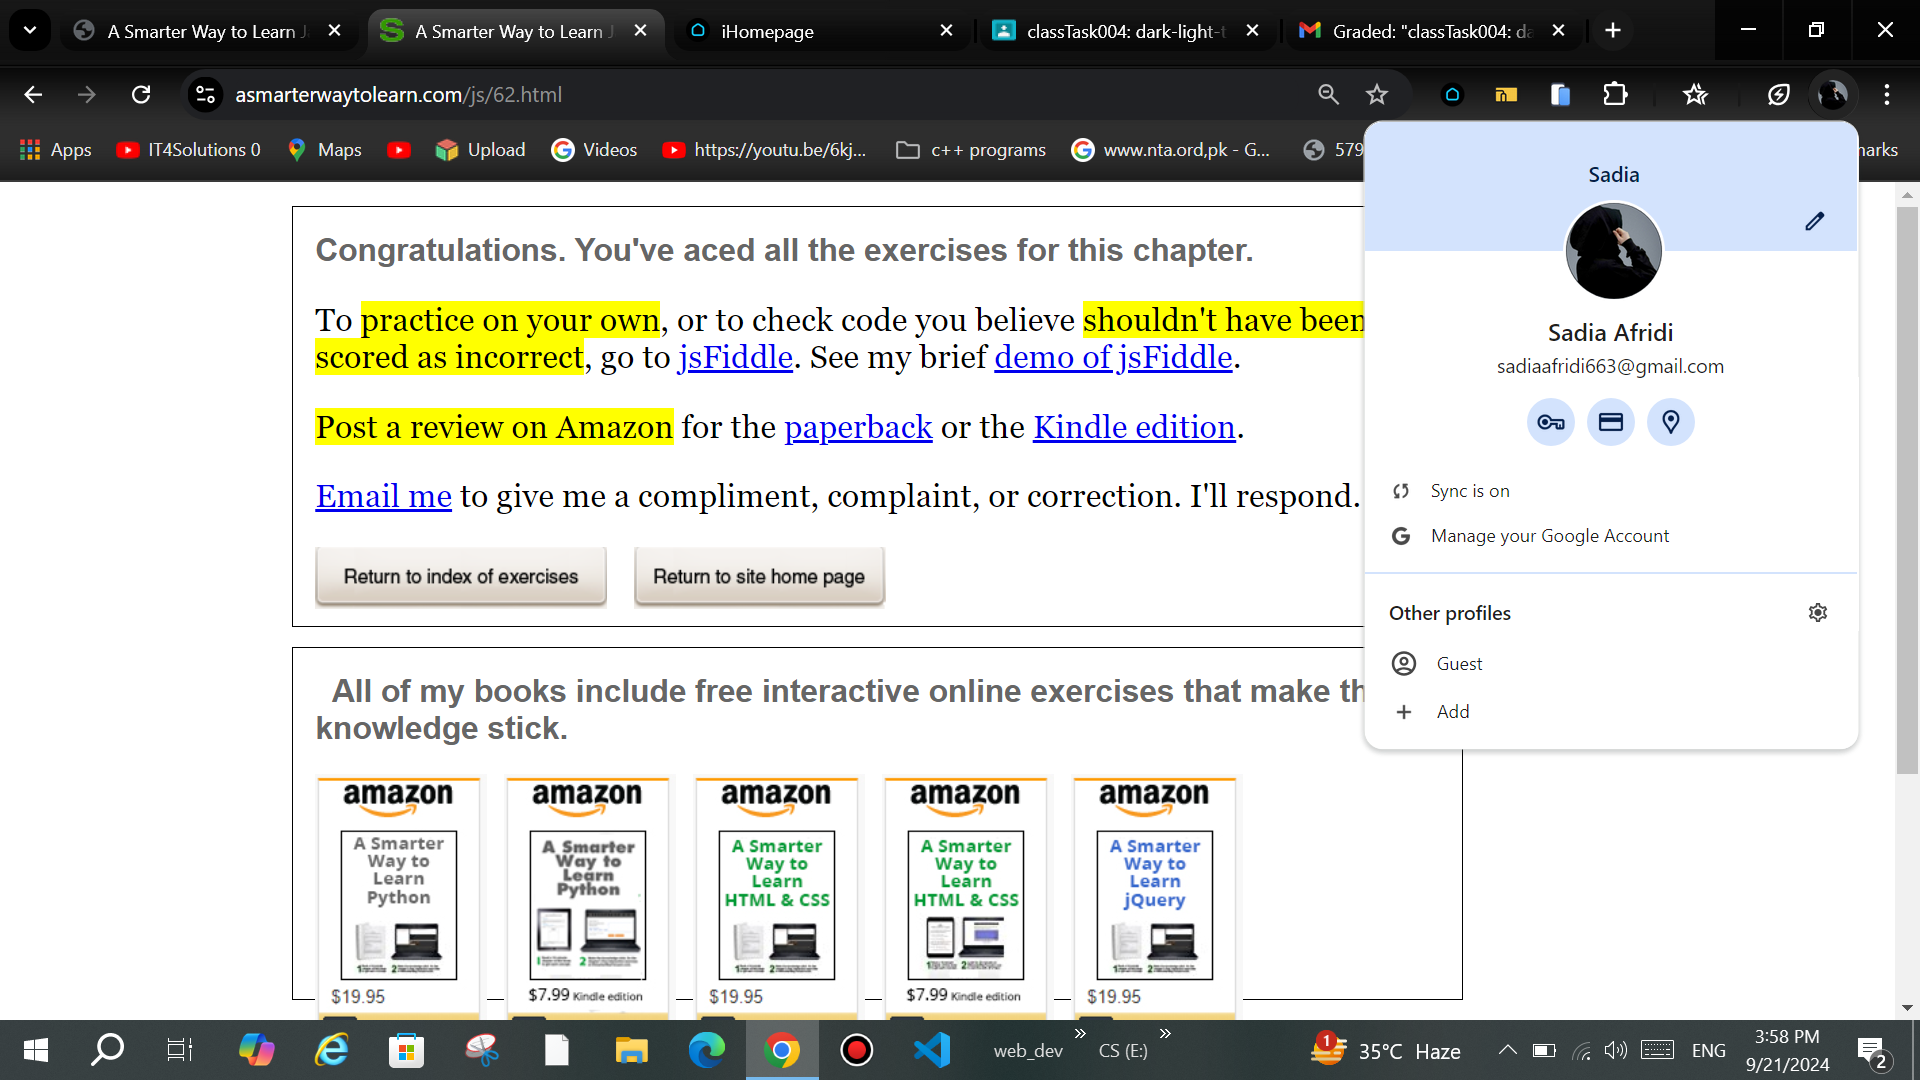 A Smarter Way to Learn J
A Smarter Way to Learn J
iHomepage
classTask004: dark-light-t
Graded: "classTask004: da
asmarterwaytolearn.com/js/62.html
Apps
IT4Solutions 0
Maps
Upload
Videos
https://youtu.be/6kj...
c++ programs
www.nta.ord,pk - G...
579
narks
Congratulations. You've aced all the exercises for this chapter.
To practice on your own, or to check code you believe shouldn't have been
scored as incorrect, go to jsFiddle. See my brief demo of jsFiddle.
Post a review on Amazon for the paperback or the Kindle edition.
Email me to give me a compliment, complaint, or correction. I'll respond.
Return to index of exercises
Return to site home page
Sadia
Sadia Afridi
sadiaafridi663@gmail.com
Sync is on
Manage your Google Account
Other profiles
Guest
Add
All of my books include free interactive online exercises that make th
knowledge stick.
amazon
A Smarter
Way to
Learn
Python
$19.95
amazon
A Smarter
Way to
Learn
Python
$7.99 Kindle edition
amazon
A Smarter
Way to
Learn
HTML & CSS
$19.95
amazon
A Smarter
Way to
Learn
HTML & CSS
$7.99 Kindle edition
amazon
A Smarter
Way to
Learn
jQuery
$19.95
web_dev
CS (E:)
1
35°C Haze
ENG
3:58 PM
9/21/2024
2